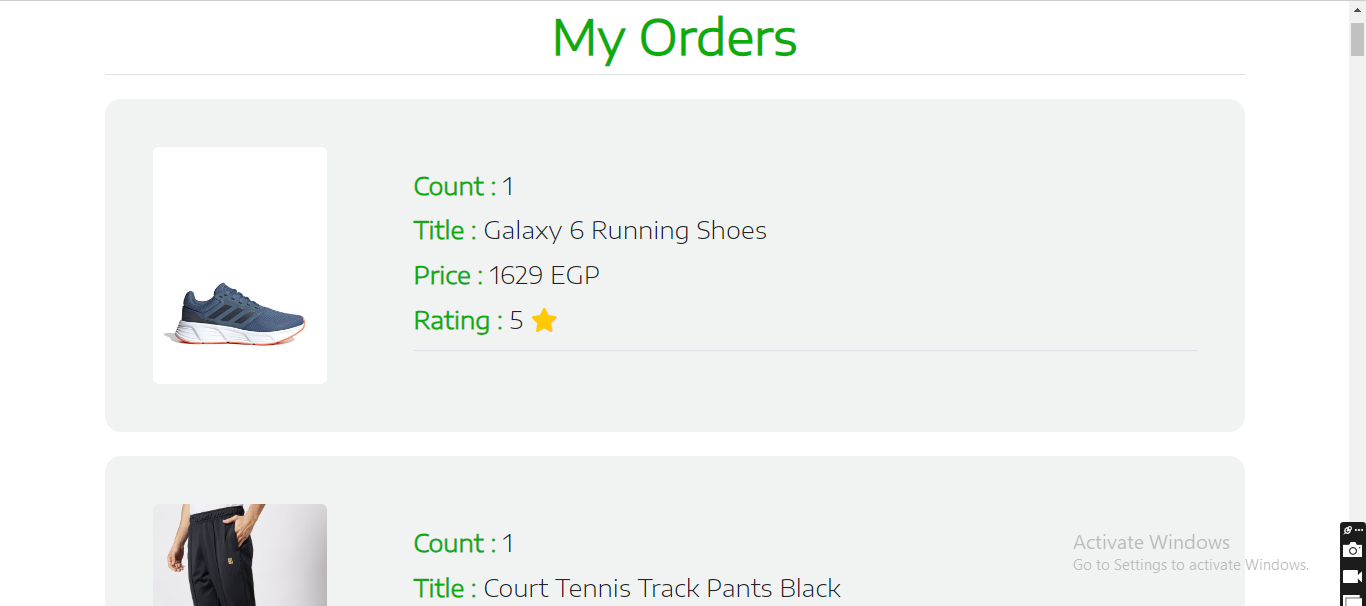 My Orders
Count : 1
Title : Galaxy 6 Running Shoes
Price : 1629 EGP
Rating : 5
Count : 1
Title : Court Tennis Track Pants Black
Activate Windows
Go to Settings to activate Windows.